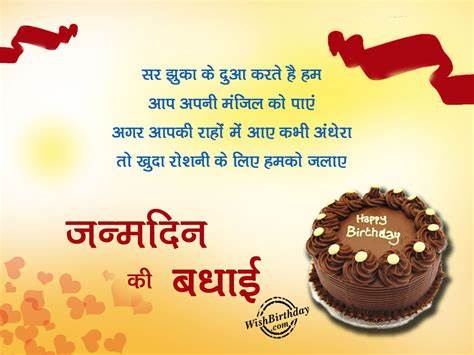 सर झुका के दुआ करते है हम
आप अपनी मंजिल को पाएं
अगर आपकी राहों में आए कभी अंधेरा
तो खुदा रोशनी के लिए हमको जलाए
Happy
Birthday
जन्मदिन
की बधाई
WishBirthday
.com